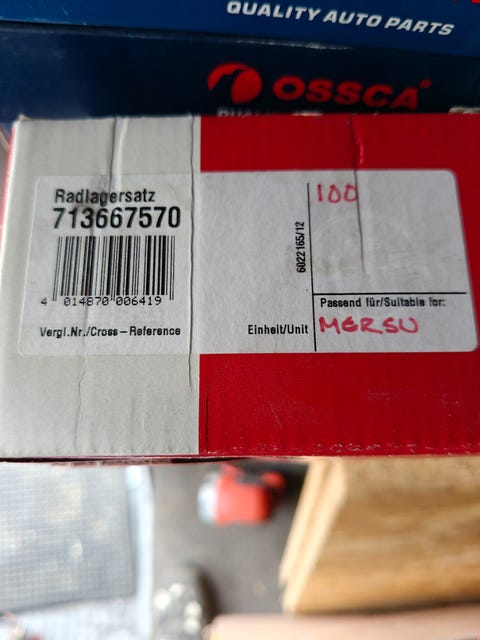 QUALITY AUTO PARTS
OSSCA
Radlagersatz
713667570
4 014870 006419
Vergl.Nr./Cross-Reference
Einheit/Unit
6022165/12
100
Passend für/Suitable for:
MERSU